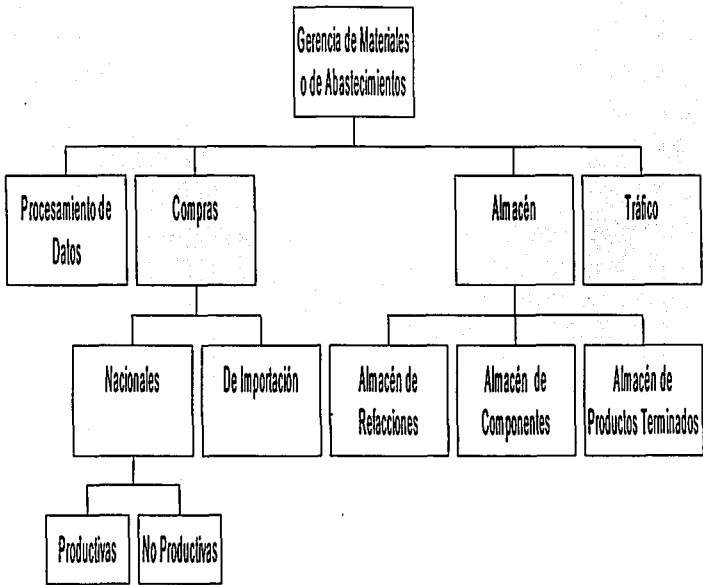 Gerencia de Materiales
o de Abastecimientos
Procesamiento de
Datos
Compras
Almacén
Tráfico
Nacionales
De Importación
Almacén de
Refacciones
Almacén de
Componentes
Almacén de
Productos Terminados
Productivas
No Productivas